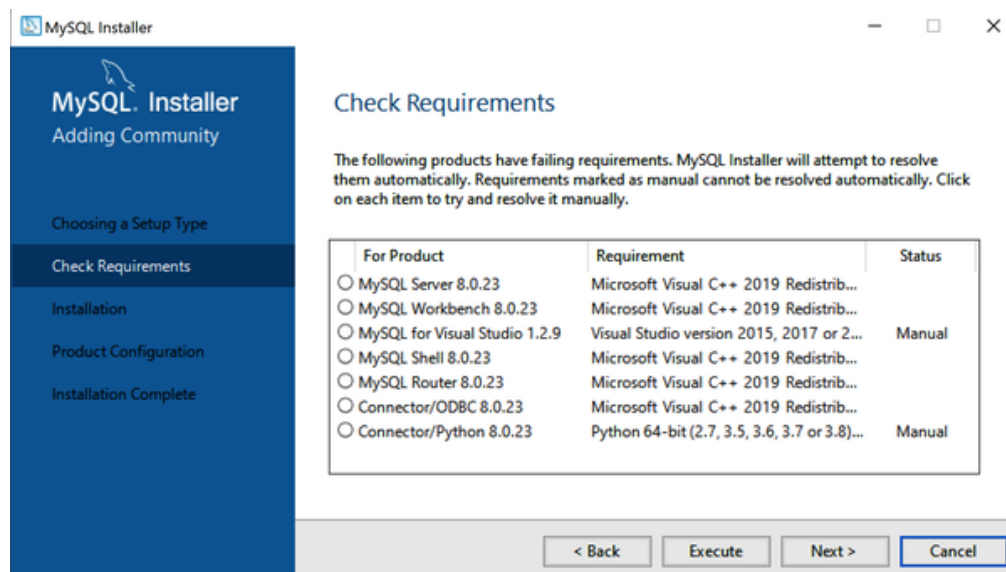 MySQL Installer
MySQL. Installer
Adding Community
Choosing a Setup Type
Check Requirements
Installation
Product Configuration
Installation Complete
Check Requirements
The following products have failing requirements. MySQL Installer will attempt to resolve
them automatically. Requirements marked as manual cannot be resolved automatically. Click
on each item to try and resolve it manually.
For Product Requirement Status
MySQL Server 8.0.23 Microsoft Visual C++ 2019 Redistrib...
MySQL Workbench 8.0.23 Microsoft Visual C++ 2019 Redistrib...
MySQL for Visual Studio 1.2.9 Visual Studio version 2015, 2017 or 2... Manual
MySQL Shell 8.0.23 Microsoft Visual C++ 2019 Redistrib...
MySQL Router 8.0.23 Microsoft Visual C++ 2019 Redistrib...
Connector/ODBC 8.0.23 Microsoft Visual C++ 2019 Redistrib...
Connector/Python 8.0.23 Python 64-bit (2.7, 3.5, 3.6, 3.7 or 3.8)... Manual
< Back Execute Next > Cancel